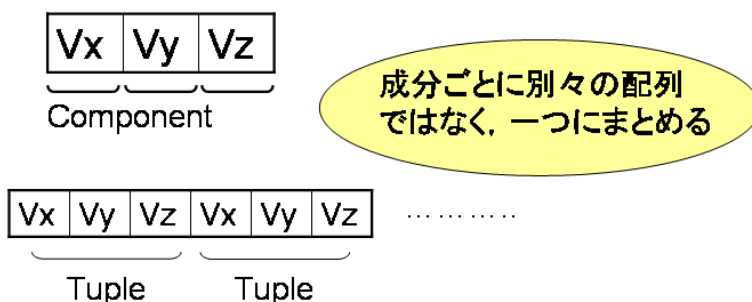 Vx Vy Vz
Component
成分ごとに別々の配列
ではなく，一つにまとめる
Vx Vy Vz Vx Vy Vz …………
Tuple Tuple